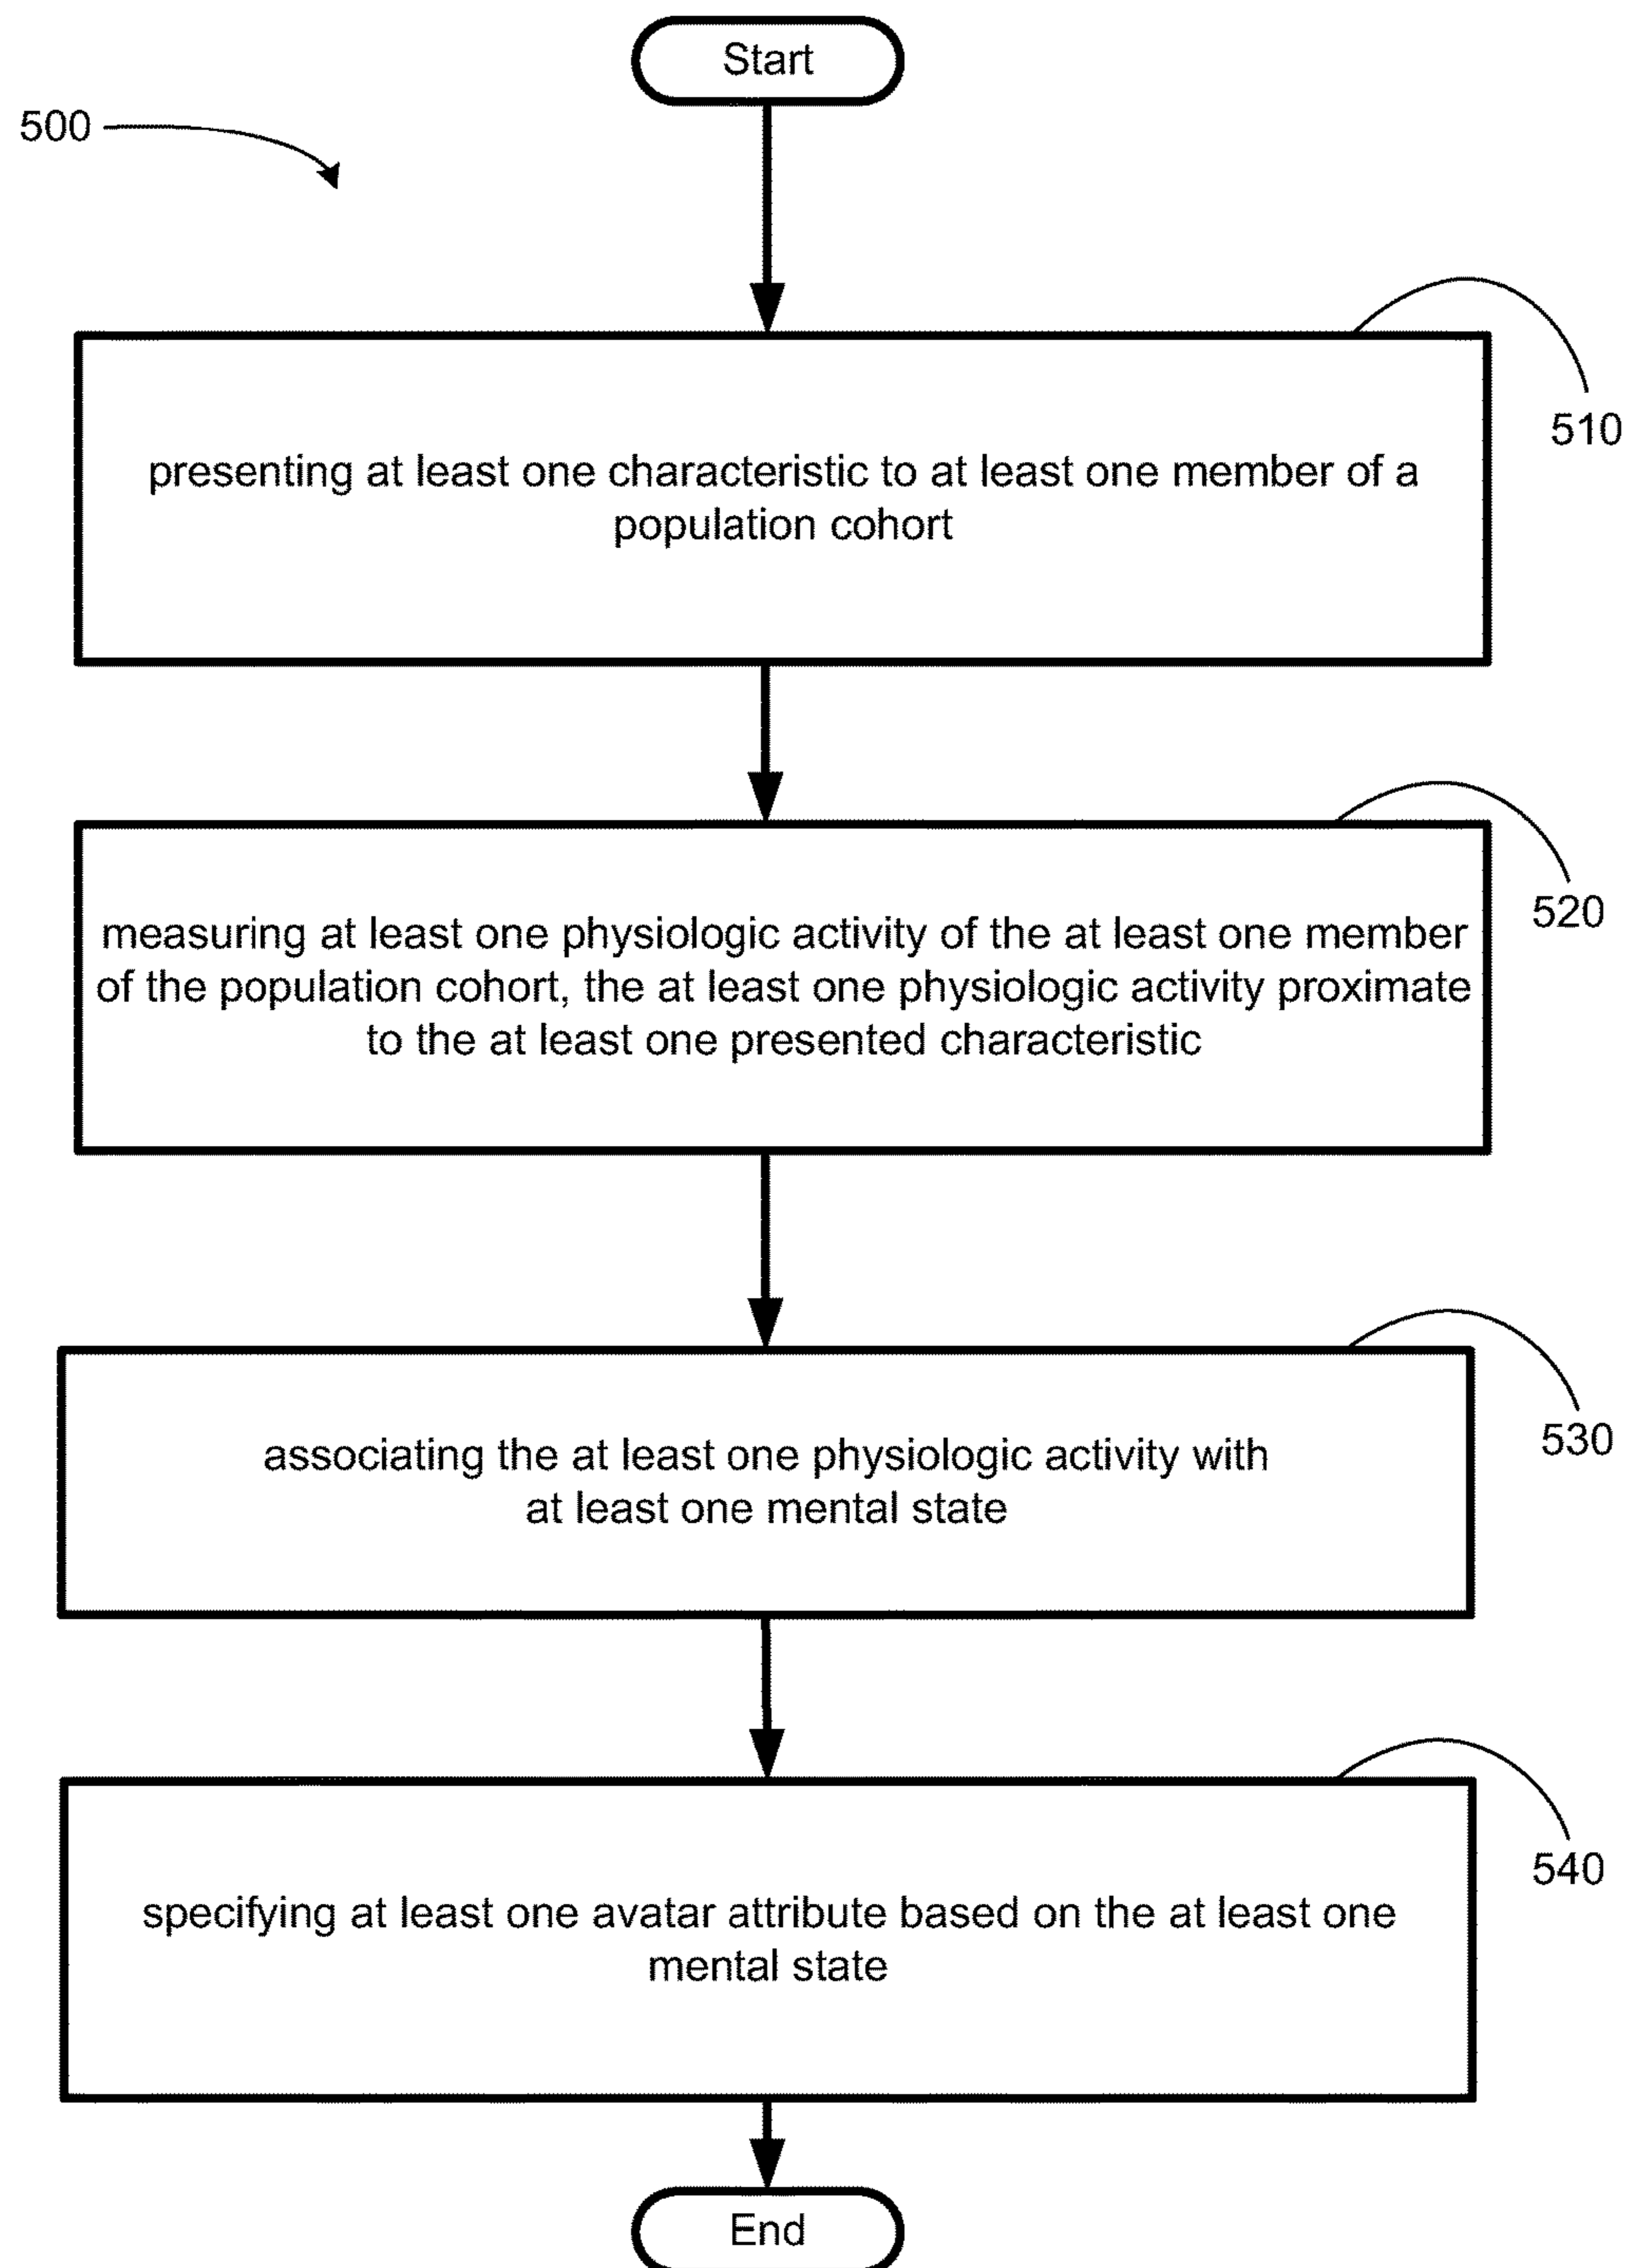 Start
500
510
presenting at least one characteristic to at least one member of a
population cohort
520
measuring at least one physiologic activity of the at least one member
of the population cohort, the at least one physiologic activity proximate
to the at least one presented characteristic
530
associating the at least one physiologic activity with
at least one mental state
540
specifying at least one avatar attribute based on the at least one
mental state
End